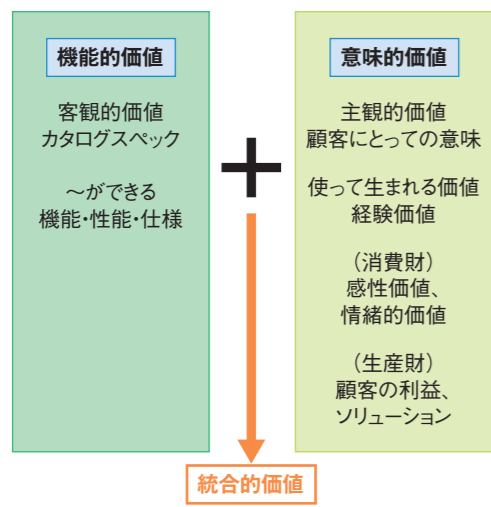 機能的価値
客観的価値
カタログスペック
～ができる
機能・性能・仕様
+
意味的価値
主観的価値
顧客にとっての意味
使って生まれる価値
経験価値
（消費財）
感性価値、
情緒的価値
（生産財）
顧客の利益、
ソリューション
統合的価値